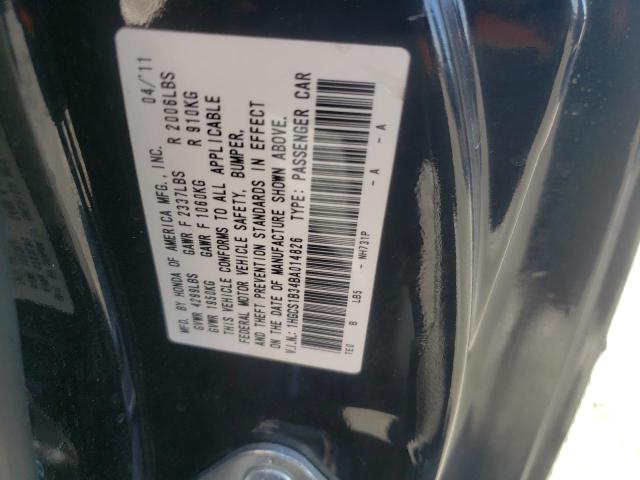 MFD. BY HONDA OF AMERICA MFG., INC. 04/'11
GVWR 4299LBS GAWR F 2337LBS R 2006LBS
GVWR 1950KG GAWR F 1060KG R 910KG
THIS VEHICLE CONFORMS TO ALL APPLICABLE
FEDERAL MOTOR VEHICLE SAFETY, BUMPER,
AND THEFT PREVENTION STANDARDS IN EFFECT
ON THE DATE OF MANUFACTURE SHOWN ABOVE.
V.I.N.: 1HGCS1B34BA014826 TYPE: PASSENGER CAR
TE0 B LB5 - NH731P - A - A